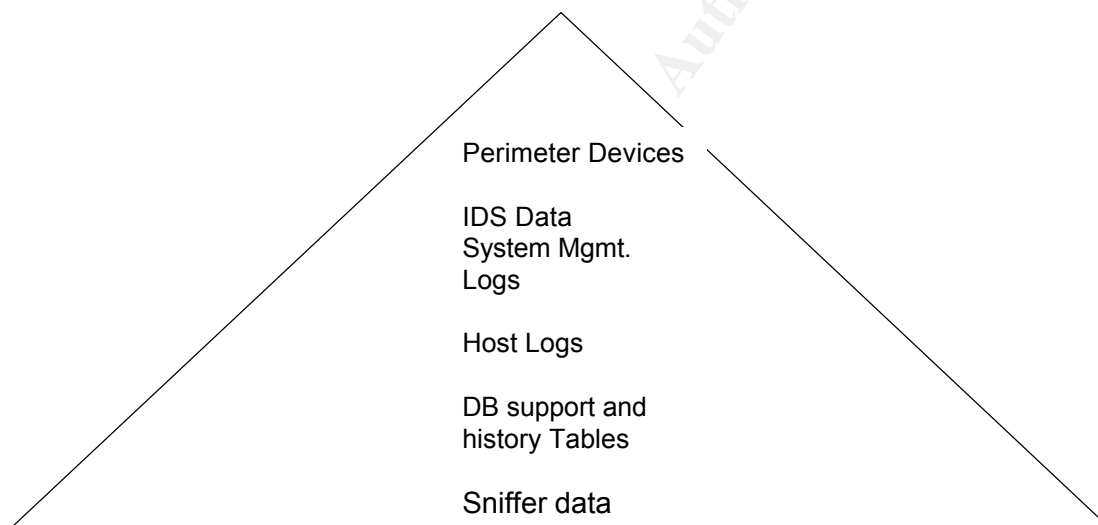 Perimeter Devices
IDS Data
System Mgmt.
Logs
Host Logs
DB support and
history Tables
Sniffer data